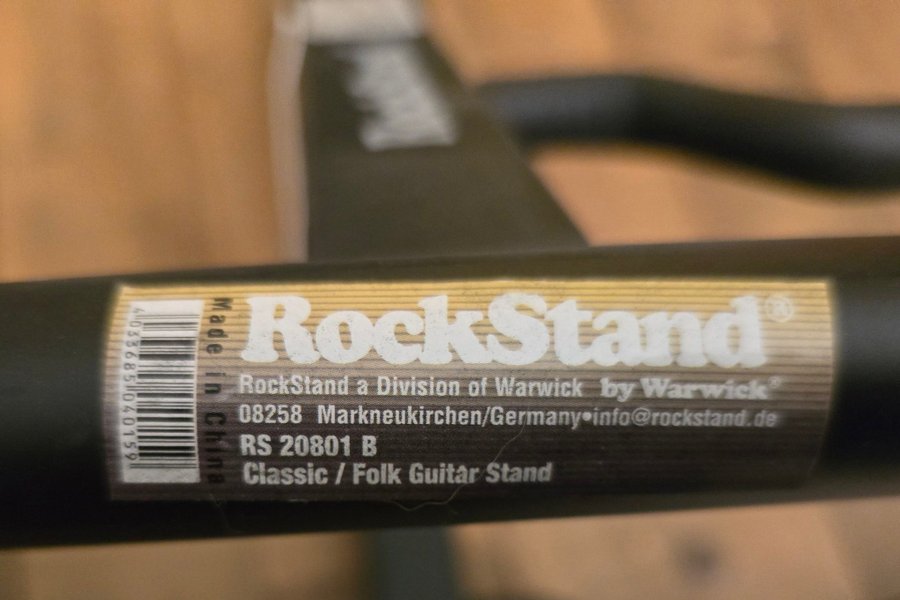 RockStand®
by Warwick®
RockStand a Division of Warwick
08258 Markneukirchen/Germany•info@rockstand.de
RS 20801 B
Classic / Folk Guitar Stand
Made in China